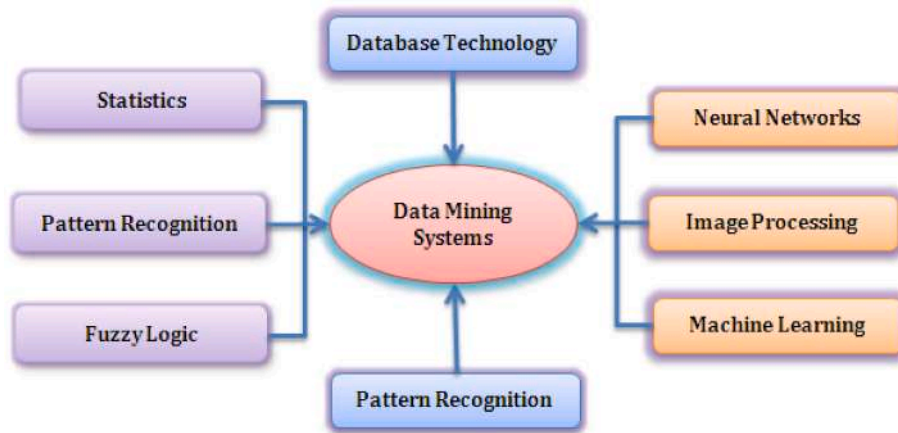 Database Technology
Statistics
Neural Networks
Pattern Recognition
Data Mining
Systems
Image Processing
Fuzzy Logic
Machine Learning
Pattern Recognition